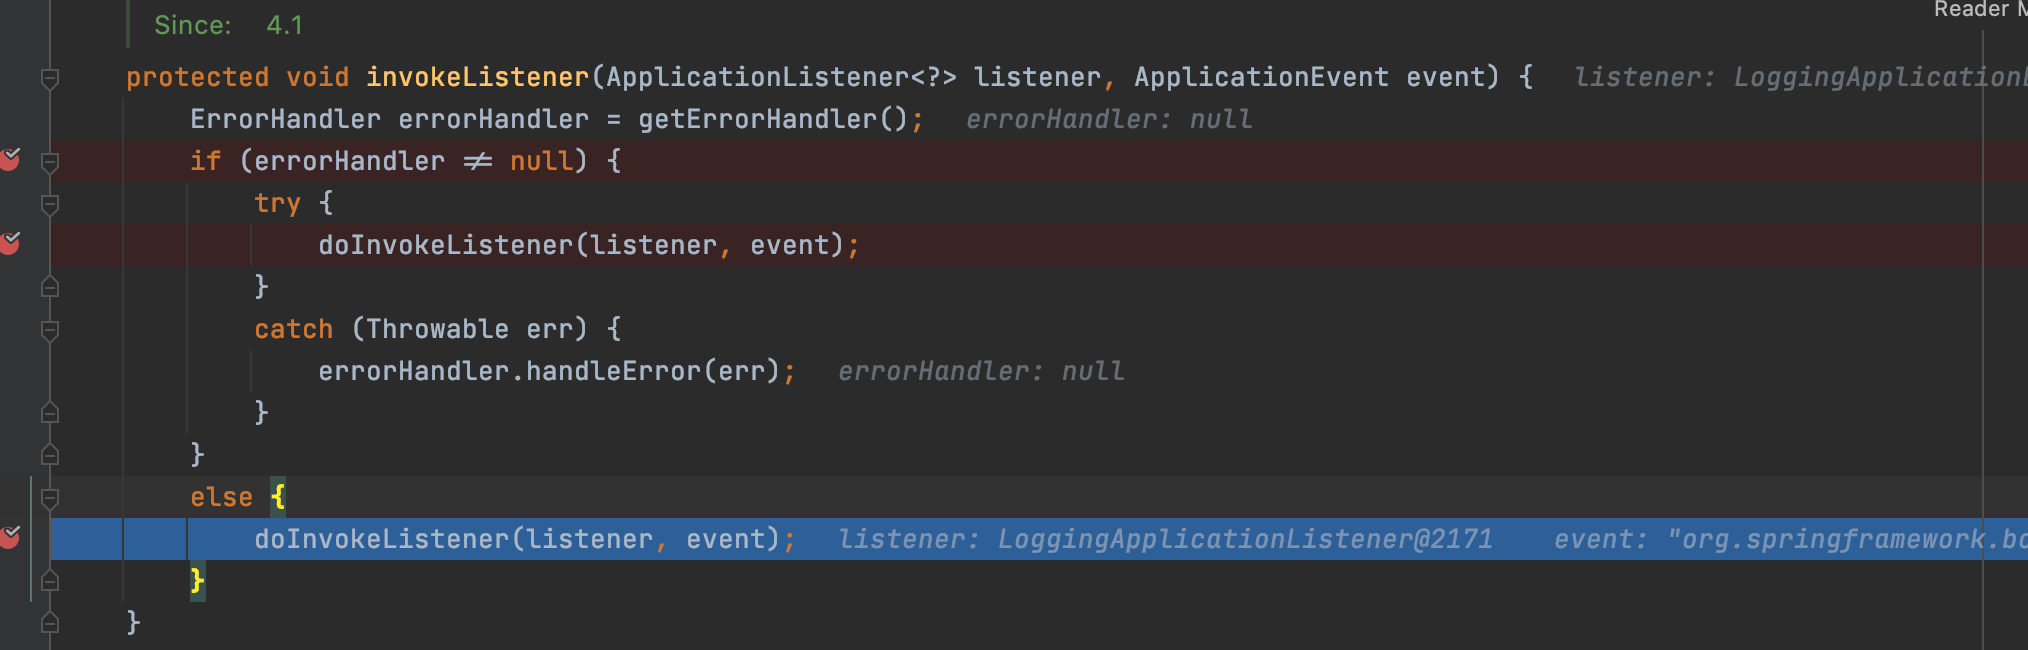 Reader M
Since: 4.1
protected void invokeListener(ApplicationListener<?> listener, ApplicationEvent event) { listener: LoggingApplication
ErrorHandler errorHandler = getErrorHandler(); errorHandler: null
if (errorHandler ≠ null) {
try {
doInvokeListener(listener, event);
}
catch (Throwable err) {
errorHandler.handleError(err); errorHandler: null
}
}
else {
doInvokeListener(listener, event); listener: LoggingApplicationListener@2171 event: "org.springframework.bo
}
}